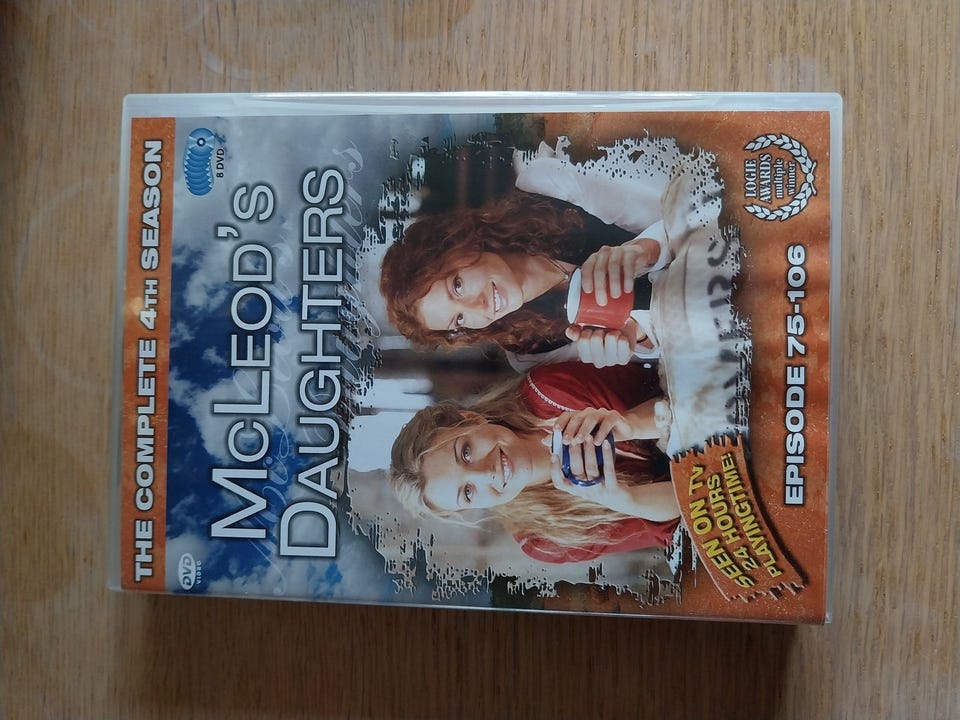 THE COMPLETE 4TH SEASON
DVD
VIDEO
8 DVD
McLEOD'S
DAUGHTERS
SEEN ON TV
24 HOURS
PLAYINGTIME!
EPISODE 75-106
LOGIE
AWARDS
multiple
winner